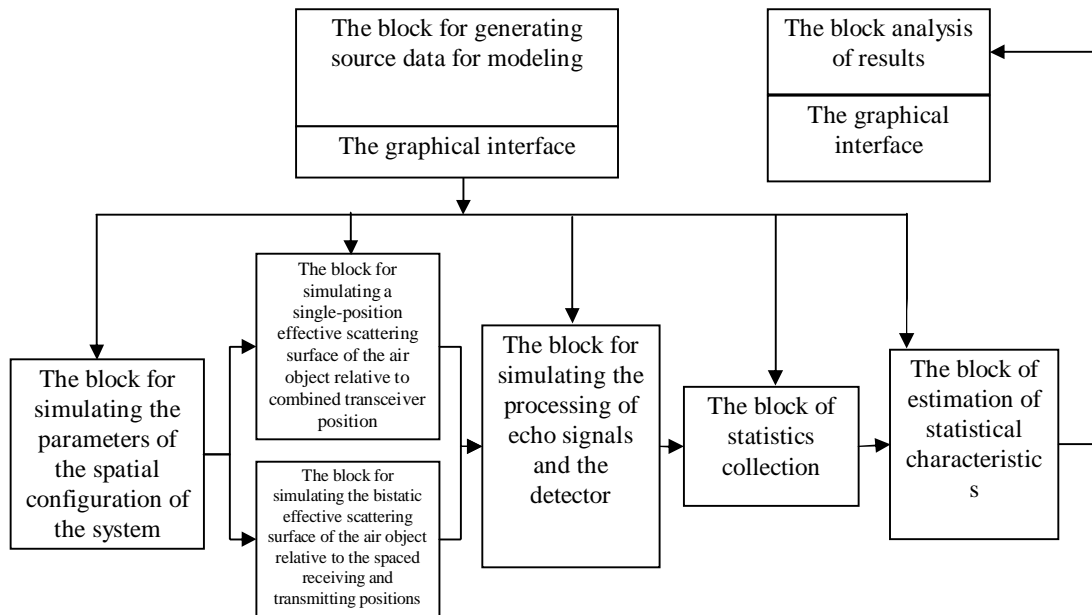 The block for generating
source data for modeling
The graphical interface
The block analysis
of results
The graphical
interface
The block for
simulating the
parameters of
the spatial
configuration of
the system
The block for
simulating a
single-position
effective scattering
surface of the air
object relative to
combined transceiver
position
The block for
simulating the bistatic
effective scattering
surface of the air object
relative to the spaced
receiving and
transmitting positions
The block for
simulating the
processing of
echo signals
and the
detector
The block of
statistics
collection
The block of
estimation of
statistical
characteristic
s